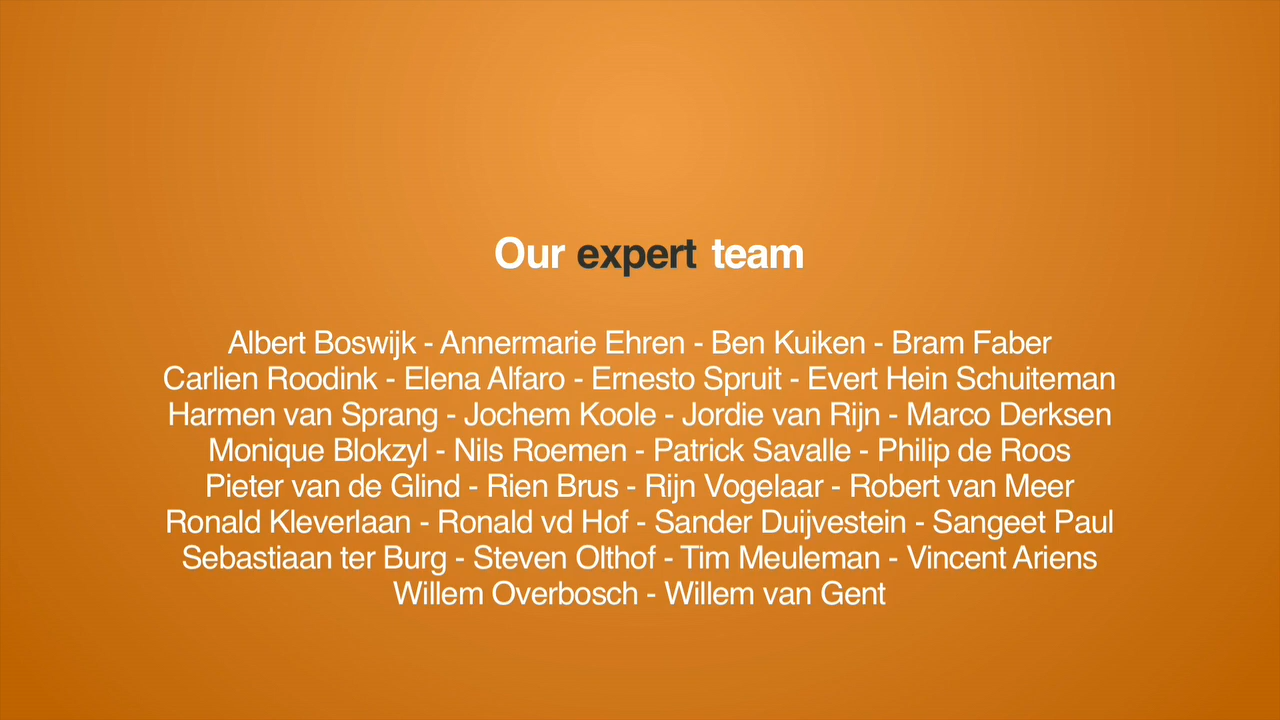 Our expert team
Albert Boswijk - Annermarie Ehren - Ben Kuiken - Bram Faber
Carlien Roodink - Elena Alfaro - Ernesto Spruit - Evert Hein Schuiteman
Harmen van Sprang - Jochem Koole - Jordie van Rijn - Marco Derksen
Monique Blokzyl - Nils Roemen - Patrick Savalle - Philip de Roos
Pieter van de Glind - Rien Brus - Rijn Vogelaar - Robert van Meer
Ronald Kleverlaan - Ronald vd Hof - Sander Duijvestein - Sangeet Paul
Sebastiaan ter Burg - Steven Olthof - Tim Meuleman - Vincent Ariens
Willem Overbosch - Willem van Gent